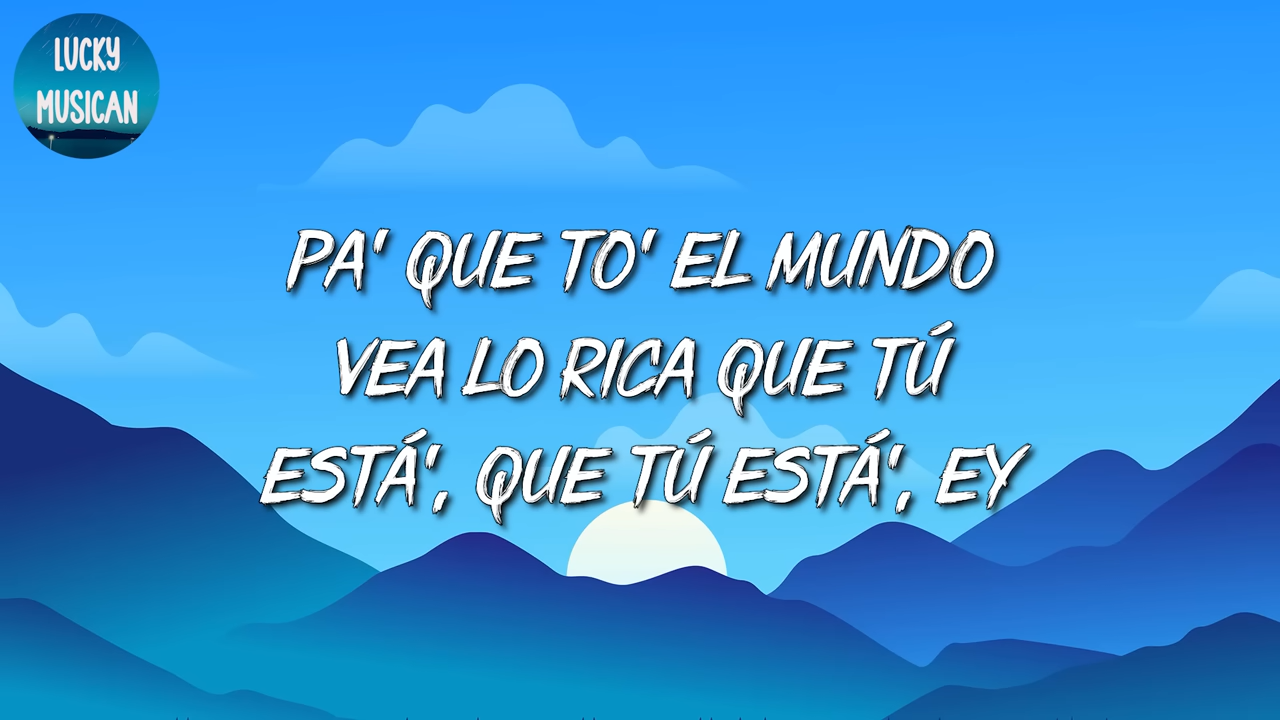 LUCKY
MUSICAN
PA' QUE TO' EL MUNDO
VEA LO RICA QUE TÚ
ESTÁ', QUE TÚ ESTÁ', EY